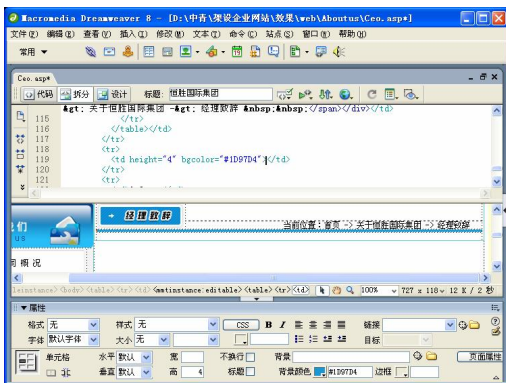 Macromedia Dreamweaver 8 - [D:\中青\架设企业网站\效果\web\Aboutus\Ceo.asp*]
文件(F) 编辑(E) 查看(V) 插入(I) 修改(M) 文本(T) 命令(C) 站点(S) 窗口(W) 帮助(H)
常用
Ceo.asp*
代码 拆分 设计 标题: 恒胜国际集团
&gt; 关于恒胜国际集团 -&gt; 经理致辞 &nbsp;&nbsp;</span></div></td>
115 </tr>
116 </table></td>
117 </tr>
118 <tr>
119 <td height="4" bgcolor="#1D97D4"></td>
120 </tr>
121 <tr>
们
US
经理致辞
当前位置:首页 -> 关于恒胜国际集团 -> 经理致辞
司概况
<body> <table> <tr> <td> <mmtinstance:editable> <table> <tr> <td> 100% 727 x 118 12 K / 2 秒
属性
格式 无 样式 无 CSS B I 链接
字体 默认字体 大小 无 目标
单元格 水平 默认 宽 不换行 背景 页面属性
垂直 默认 高 4 标题 背景颜色 #1D97D4 边框